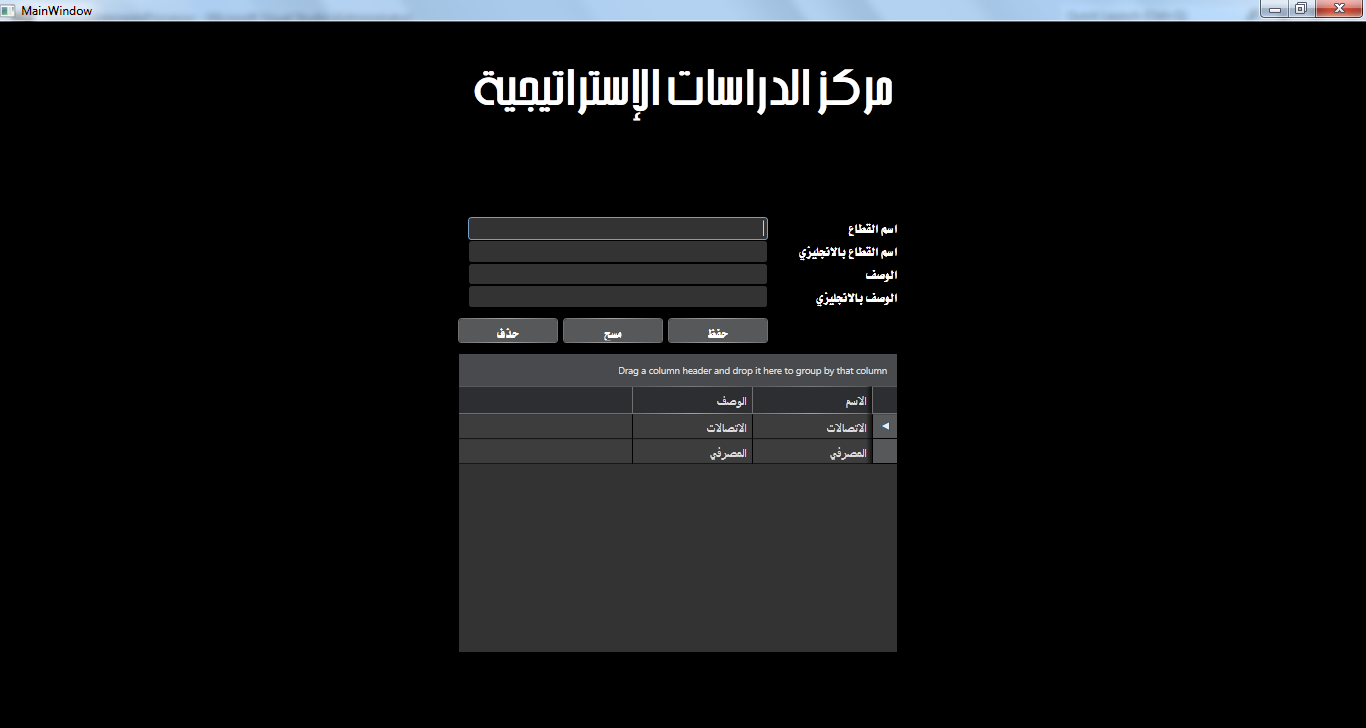 MainWindow
مركز الدراسات الإستراتيجية
اسم القطاع
اسم القطاع بالانجليزي
الوصف
الوصف بالانجليزي
حفظ مسح حذف
Drag a column header and drop it here to group by that column
الاسم الوصف
الاتصالات الاتصالات
المصرفي المصرفي